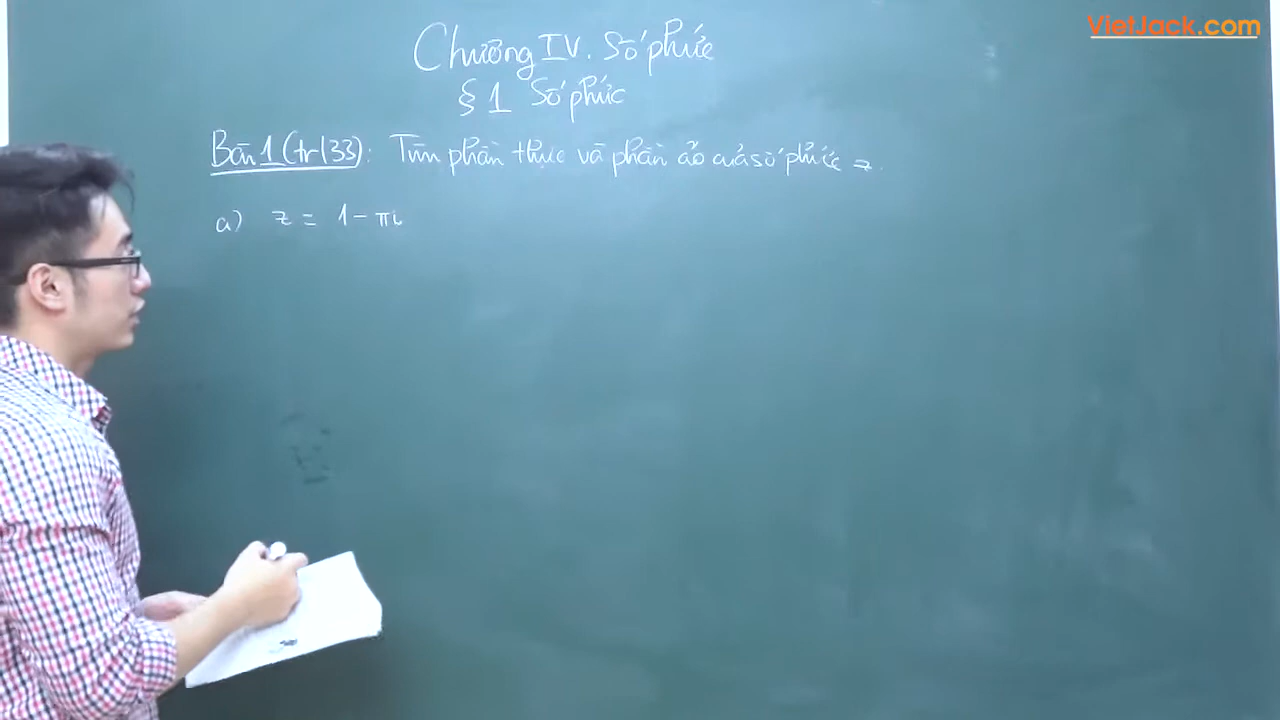 VietJack.com
Chương IV. Số phức
§ 1 Số phức
Bài 1 (tr133): Tìm phần thực và phần ảo của số phức z.
a) z = 1 - πi